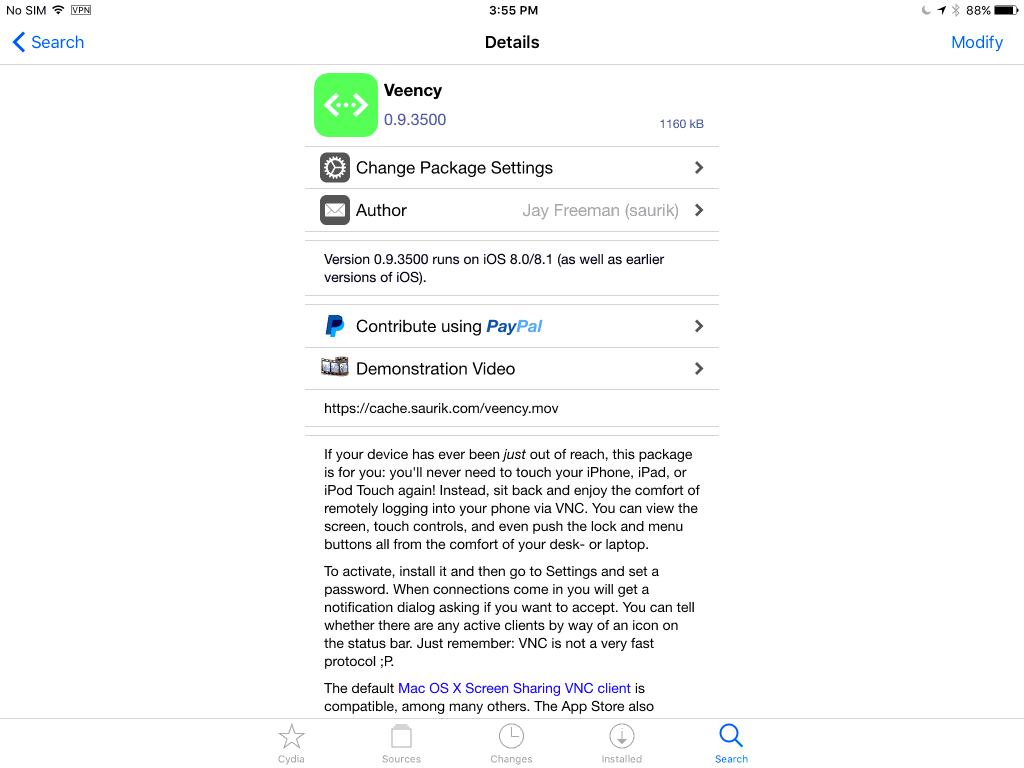 No SIM VPN 3:55 PM 88%
Search Details Modify
Veency
0.9.3500 1160 kB
Change Package Settings
Author Jay Freeman (saurik)
Version 0.9.3500 runs on iOS 8.0/8.1 (as well as earlier
versions of iOS).
Contribute using PayPal
Demonstration Video
https://cache.saurik.com/veency.mov
If your device has ever been just out of reach, this package
is for you: you'll never need to touch your iPhone, iPad, or
iPod Touch again! Instead, sit back and enjoy the comfort of
remotely logging into your phone via VNC. You can view the
screen, touch controls, and even push the lock and menu
buttons all from the comfort of your desk- or laptop.
To activate, install it and then go to Settings and set a
password. When connections come in you will get a
notification dialog asking if you want to accept. You can tell
whether there are any active clients by way of an icon on
the status bar. Just remember: VNC is not a very fast
protocol ;P.
The default Mac OS X Screen Sharing VNC client is
compatible, among many others. The App Store also
Cydia Sources Changes Installed Search